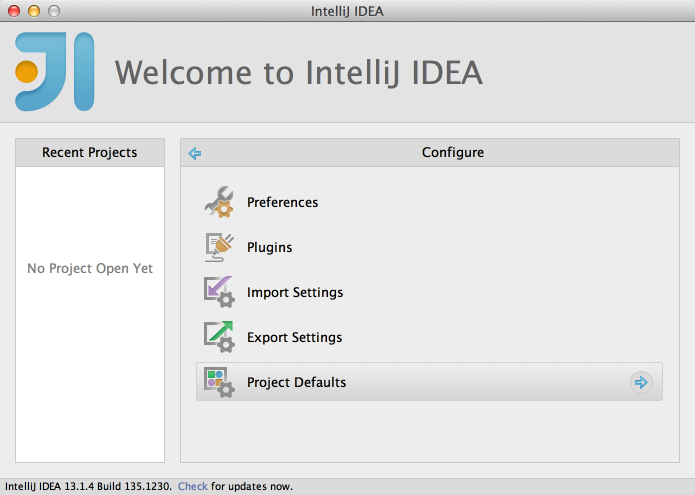 IntelliJ IDEA
Welcome to IntelliJ IDEA
Recent Projects
No Project Open Yet
Configure
Preferences
Plugins
Import Settings
Export Settings
Project Defaults
IntelliJ IDEA 13.1.4 Build 135.1230. Check for updates now.